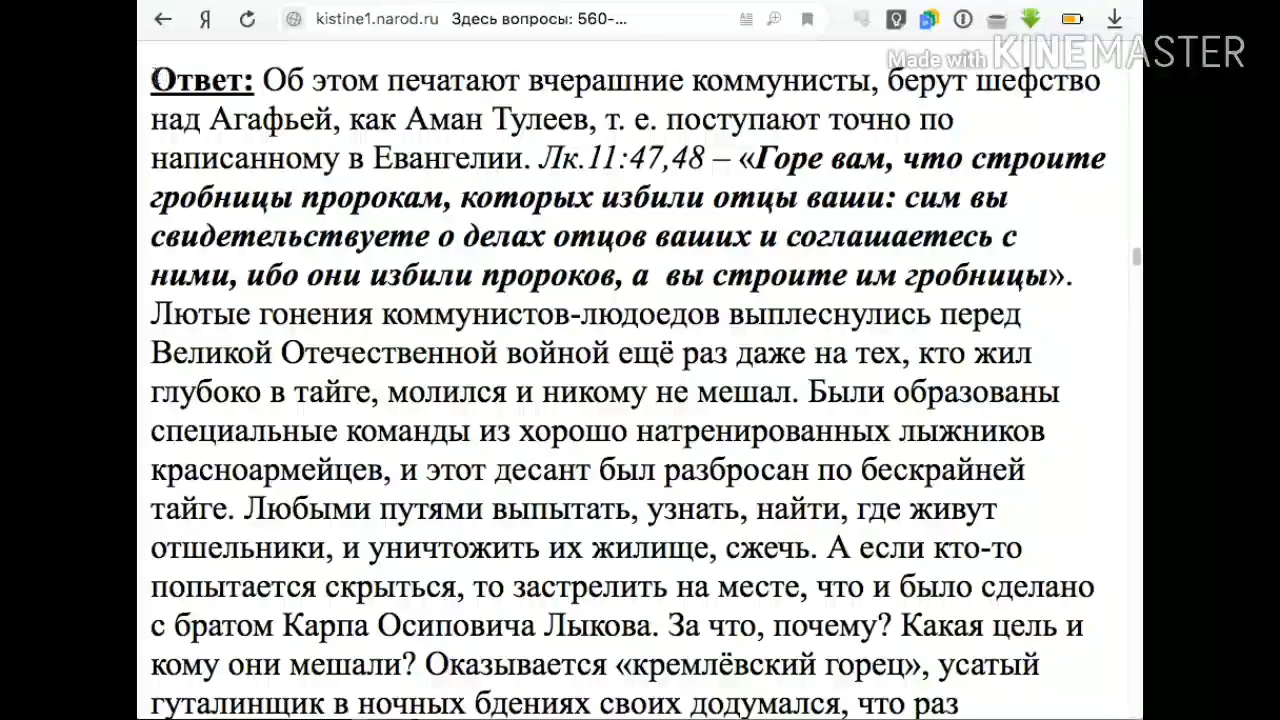 kistine1.narod.ru Здесь вопросы: 560-...
Made with KINEMASTER
Ответ: Об этом печатают вчерашние коммунисты, берут шефство
над Агафьей, как Аман Тулеев, т. е. поступают точно по
написанному в Евангелии. Лк.11:47,48 – «Горе вам, что строите
гробницы пророкам, которых избили отцы ваши: сим вы
свидетельствуете о делах отцов ваших и соглашаетесь с
ними, ибо они избили пророков, а вы строите им гробницы».
Лютые гонения коммунистов-людоедов выплеснулись перед
Великой Отечественной войной ещё раз даже на тех, кто жил
глубоко в тайге, молился и никому не мешал. Были образованы
специальные команды из хорошо натренированных лыжников
красноармейцев, и этот десант был разбросан по бескрайней
тайге. Любыми путями выпытать, узнать, найти, где живут
отшельники, и уничтожить их жилище, сжечь. А если кто-то
попытается скрыться, то застрелить на месте, что и было сделано
с братом Карпа Осиповича Лыкова. За что, почему? Какая цель и
кому они мешали? Оказывается «кремлёвский горец», усатый
гуталинщик в ночных бдениях своих додумался, что раз